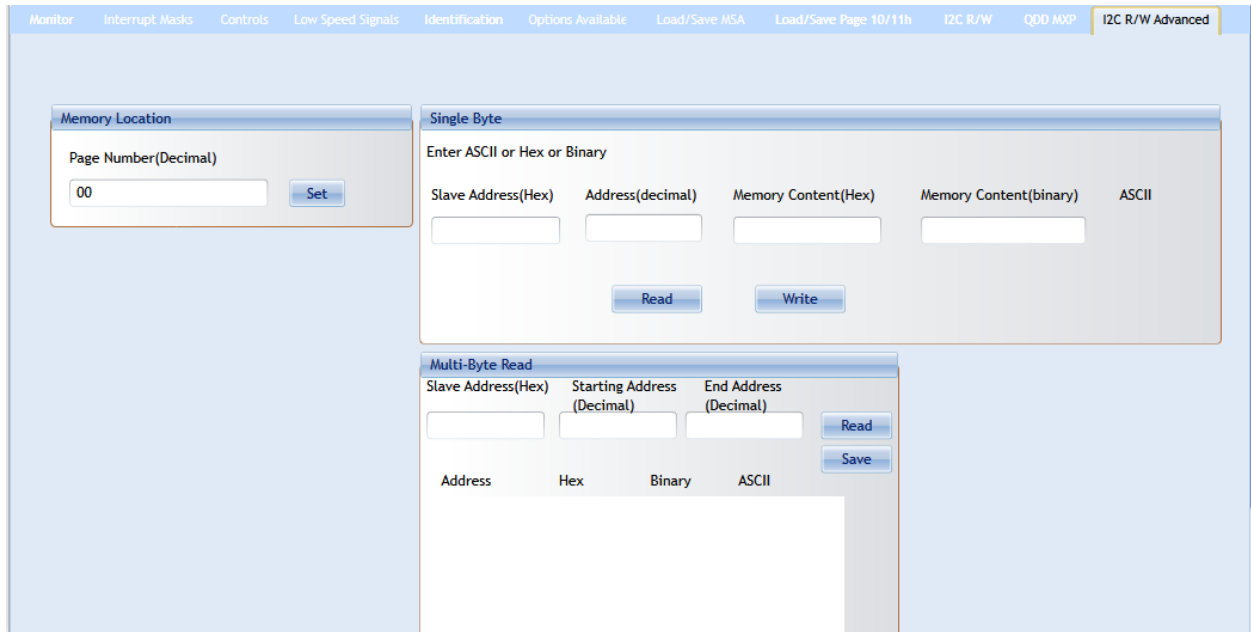 Monitor Interrupt Masks Controls Low Speed Signals Identification Options Available Load/Save MSA Load/Save Page 10/11h I2C R/W QDD MXP I2C R/W Advanced
Memory Location
Page Number(Decimal)
00 Set
Single Byte
Enter ASCII or Hex or Binary
Slave Address(Hex) Address(decimal) Memory Content(Hex) Memory Content(binary) ASCII
Read Write
Multi-Byte Read
Slave Address(Hex) Starting Address (Decimal) End Address (Decimal)
Read
Save
Address Hex Binary ASCII